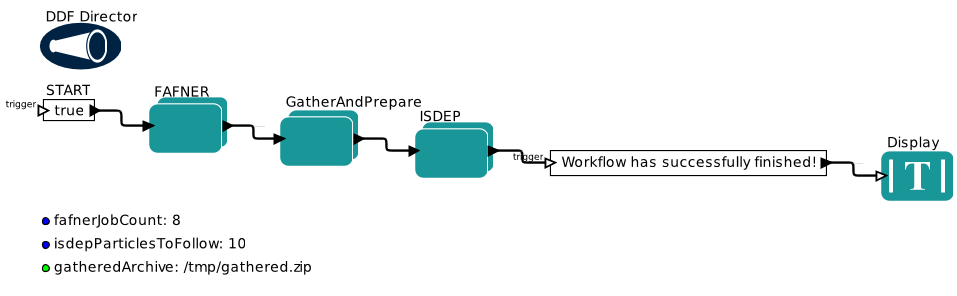 DDF Director
START
trigger
true
FAFNER
GatherAndPrepare
ISDEP
trigger
Workflow has successfully finished!
Display
T
fafnerJobCount: 8
isdepParticlesToFollow: 10
gatheredArchive: /tmp/gathered.zip